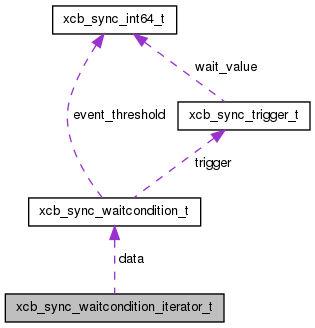 xcb_sync_int64_t
wait_value
event_threshold
xcb_sync_trigger_t
trigger
xcb_sync_waitcondition_t
data
xcb_sync_waitcondition_iterator_t